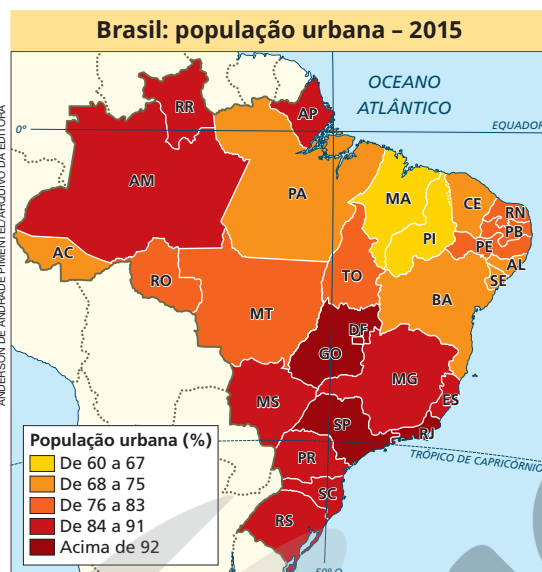 Brasil: população urbana – 2015
ANDERSON DE ANDRADE PIMENTEL/ARQUIVO DA EDITORA
OCEANO
ATLÂNTICO
0°
EQUADOR
RR
AP
AM
PA
MA
CE
RN
PB
PI
PE
AL
SE
AC
RO
TO
BA
MT
DF
GO
MG
ES
MS
SP
RJ
PR
SC
RS
TRÓPICO DE CAPRICÓRNIO
População urbana (%)
De 60 a 67
De 68 a 75
De 76 a 83
De 84 a 91
Acima de 92
50° O